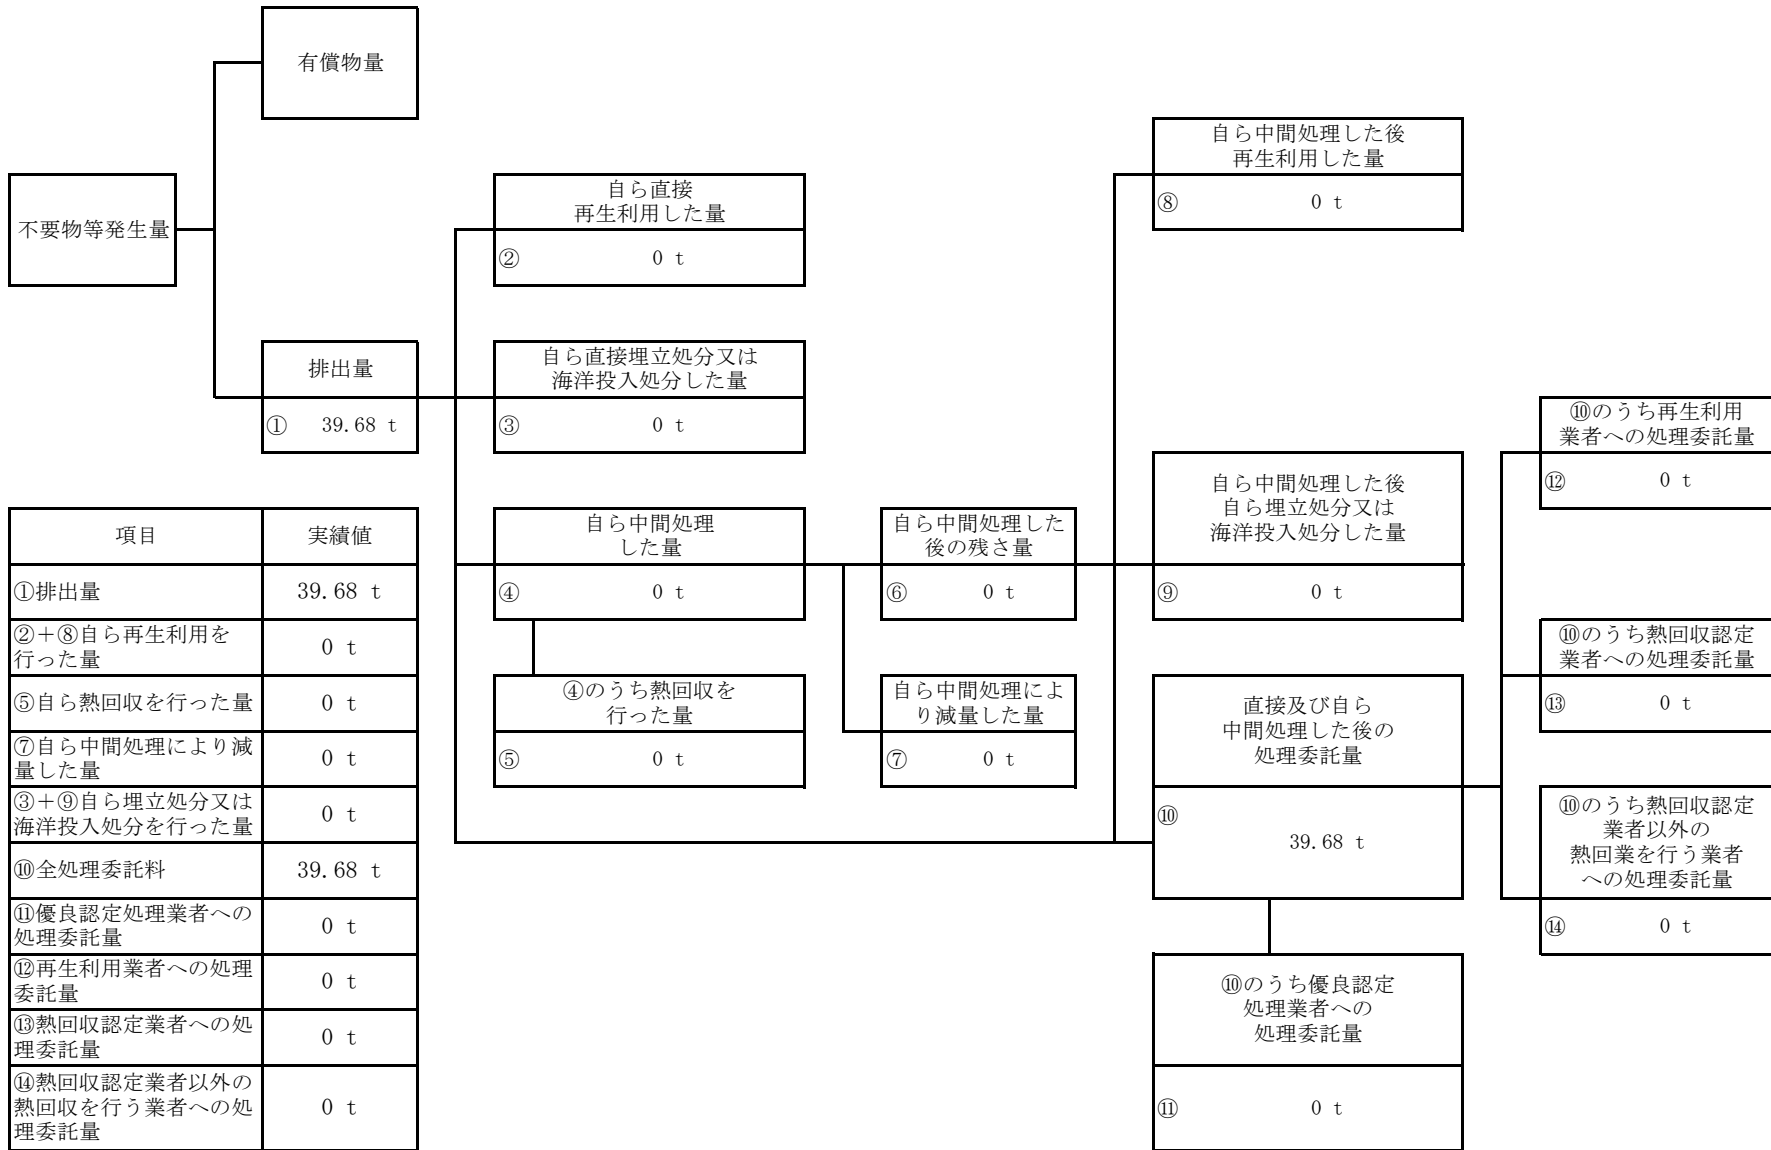 有償物量
不要物等発生量
排出量
① 39.68 t
自ら直接
再生利用した量
② 0 t
自ら直接埋立処分又は
海洋投入処分した量
③ 0 t
自ら中間処理
した量
④ 0 t
④のうち熱回収を
行った量
⑤ 0 t
自ら中間処理した
後の残さ量
⑥ 0 t
自ら中間処理によ
り減量した量
⑦ 0 t
自ら中間処理した後
再生利用した量
⑧ 0 t
自ら中間処理した後
自ら埋立処分又は
海洋投入処分した量
⑨ 0 t
直接及び自ら
中間処理した後の
処理委託量
⑩
39.68 t
⑩のうち優良認定
処理業者への
処理委託量
⑪ 0 t
⑩のうち再生利用
業者への処理委託量
⑫ 0 t
⑩のうち熱回収認定
業者への処理委託量
⑬ 0 t
⑩のうち熱回収認定
業者以外の
熱回業を行う業者
への処理委託量
⑭ 0 t
項目 実績値
①排出量 39.68 t
②＋⑧自ら再生利用を
行った量 0 t
⑤自ら熱回収を行った量 0 t
⑦自ら中間処理により減
量した量 0 t
③＋⑨自ら埋立処分又は
海洋投入処分を行った量 0 t
⑩全処理委託料 39.68 t
⑪優良認定処理業者への
処理委託量 0 t
⑫再生利用業者への処理
委託量 0 t
⑬熱回収認定業者への処
理委託量 0 t
⑭熱回収認定業者以外の
熱回収を行う業者への処
理委託量 0 t